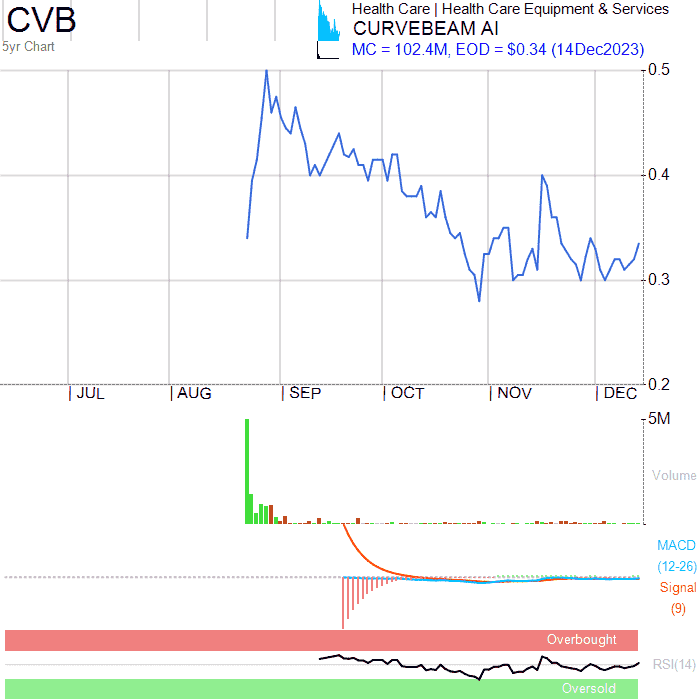 CVB
5yr Chart
Health Care | Health Care Equipment & Services
CURVEBEAM AI
MC = 102.4M, EOD = $0.34 (14Dec2023)
0.5
0.4
0.3
0.2
| JUL | AUG | SEP | OCT | NOV | DEC
5M
Volume
MACD
(12-26)
Signal
(9)
Overbought
RSI(14)
Oversold